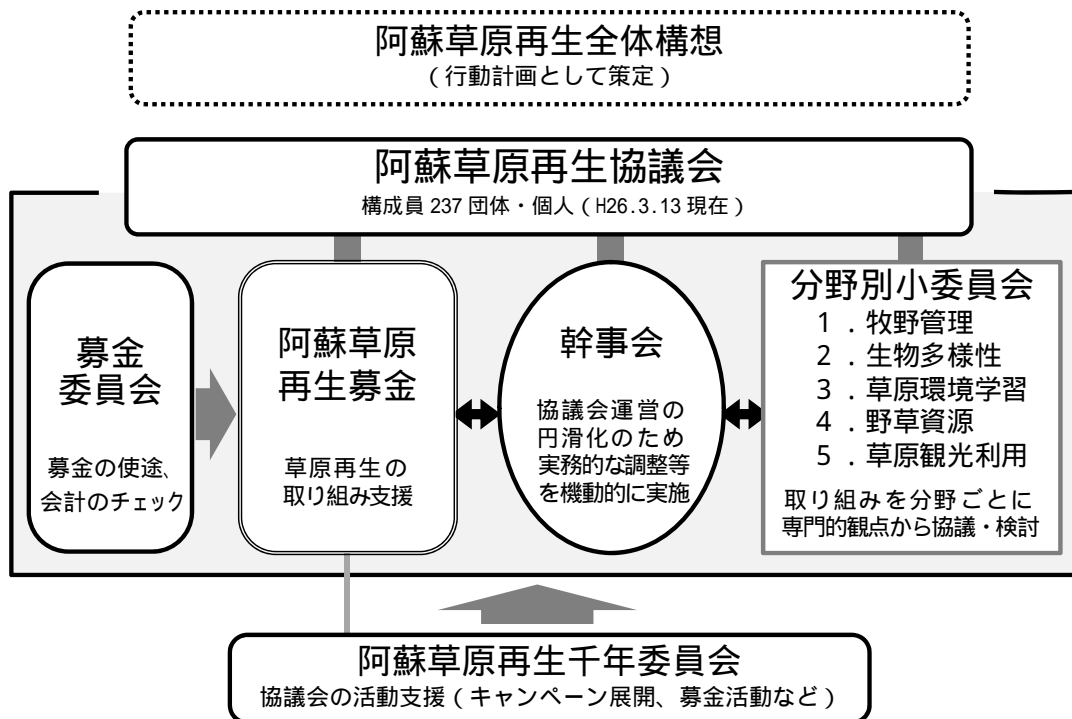 阿蘇草原再生全体構想
（行動計画として策定）
阿蘇草原再生協議会
構成員 237 団体・個人（H26.3.13 現在）
募金
委員会
募金の使途、
会計のチェック
阿蘇草原
再生募金
草原再生の
取り組み支援
幹事会
協議会運営の
円滑化のため
実務的な調整等
を機動的に実施
分野別小委員会
１．牧野管理
２．生物多様性
３．草原環境学習
４．野草資源
５．草原観光利用
取り組みを分野ごとに
専門的観点から協議・検討
阿蘇草原再生千年委員会
協議会の活動支援（キャンペーン展開、募金活動など）